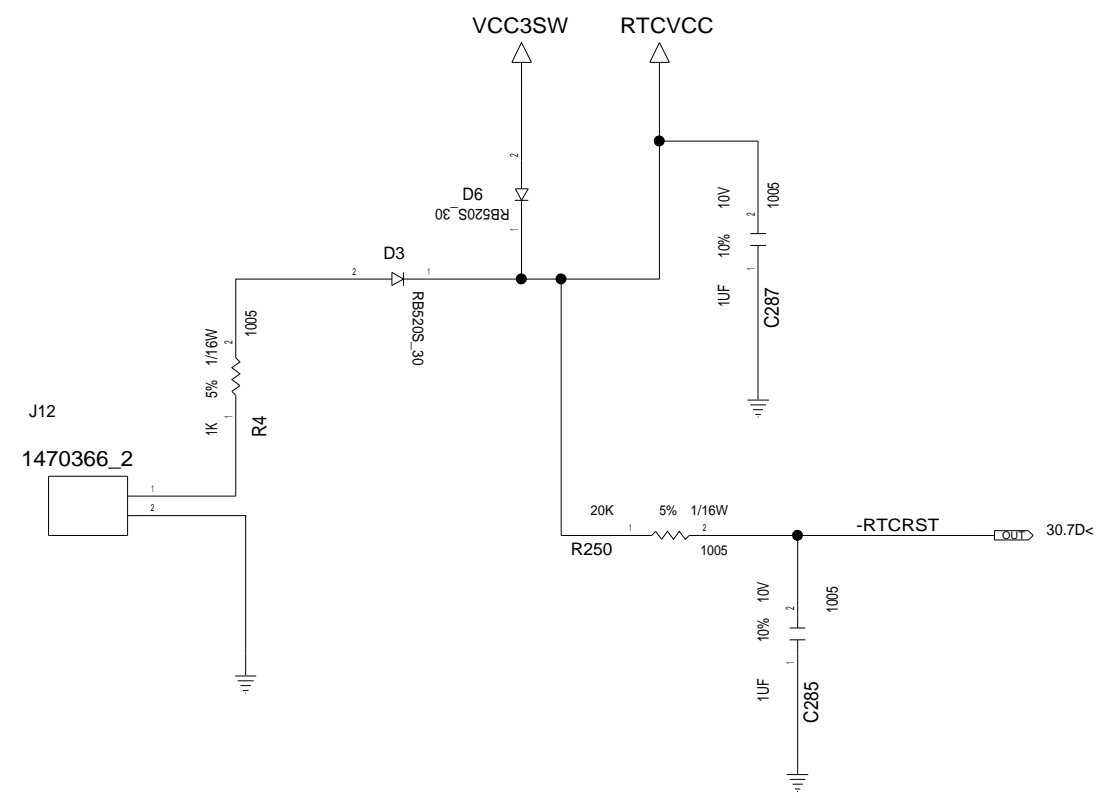 VCC3SW
RTCVCC
2
D6
RB520S_30
1
10V
1005
2
10%
1
1UF
C287
D3
2
1
RB520S_30
1/16W
1005
2
5%
1K
1
R4
J12
1470366_2
1
2
20K
5%
1/16W
1
2
R250
1005
-RTCRST
OUT
30.7D<
10V
1005
2
10%
1
1UF
C285